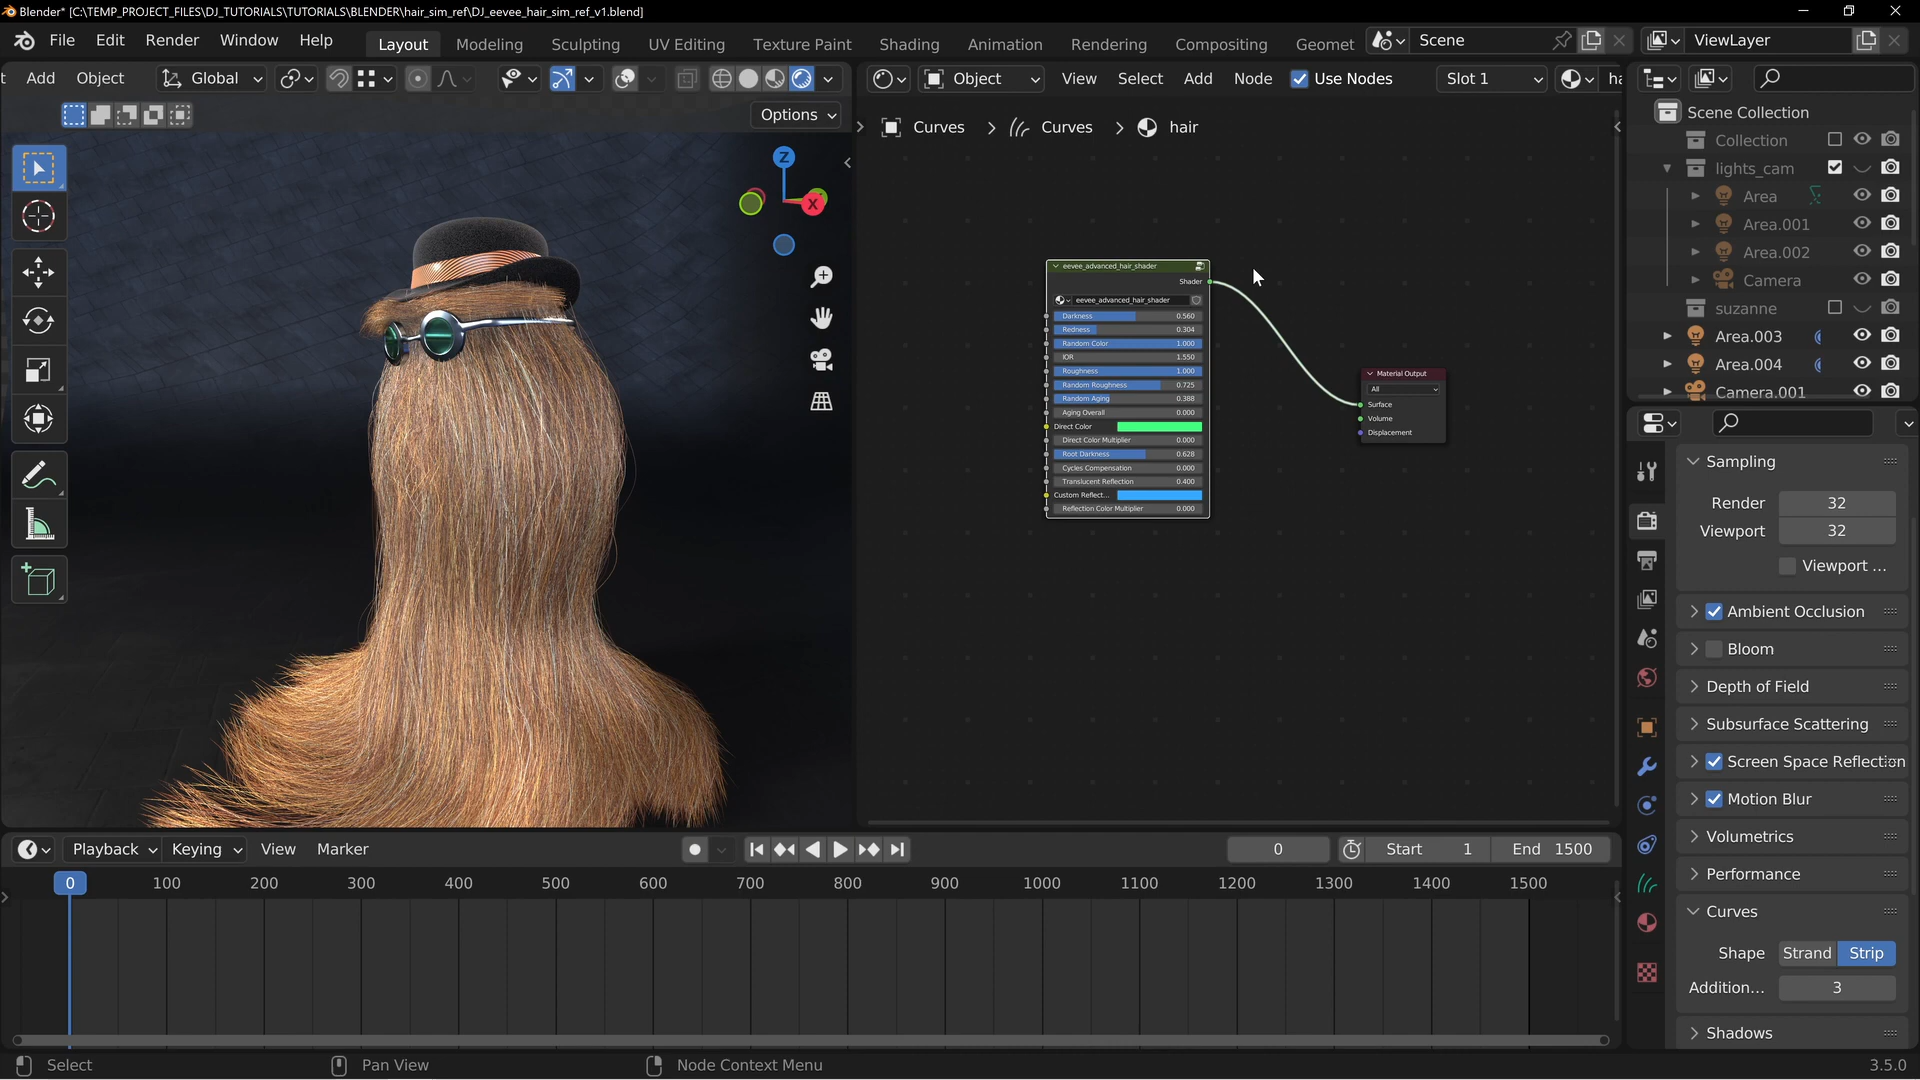 Blender* [C:\TEMP_PROJECT_FILES\DJ_TUTORIALS\TUTORIALS\BLENDER\hair_sim_ref\DJ_eevee_hair_sim_ref_v1.blend]
File Edit Render Window Help Layout Modeling Sculpting UV Editing Texture Paint Shading Animation Rendering Compositing Geomet Scene ViewLayer
t Add Object Global Object View Select Add Node Use Nodes Slot 1 ha
Options
Curves > Curves > hair
Z
X
eevee_advanced_hair_shader
Shader
eevee_advanced_hair_shader
Darkness 0.560
Redness 0.304
Random Color 1.000
IOR 1.550
Roughness 1.000
Random Roughness 0.725
Random Aging 0.388
Aging Overall 0.000
Direct Color
Direct Color Multiplier 0.000
Root Darkness 0.628
Cycles Compensation 0.000
Translucent Reflection 0.400
Custom Reflect...
Reflection Color Multiplier 0.000
Material Output
All
Surface
Volume
Displacement
Scene Collection
Collection
lights_cam
Area
Area.001
Area.002
Camera
suzanne
Area.003
Area.004
Camera.001
Sampling
Render 32
Viewport 32
Viewport ...
Ambient Occlusion
Bloom
Depth of Field
Subsurface Scattering
Screen Space Reflection
Motion Blur
Volumetrics
Performance
Curves
Shape Strand Strip
Addition... 3
Shadows
Playback Keying View Marker 0 Start 1 End 1500
0 100 200 300 400 500 600 700 800 900 1000 1100 1200 1300 1400 1500
Select Pan View Node Context Menu 3.5.0